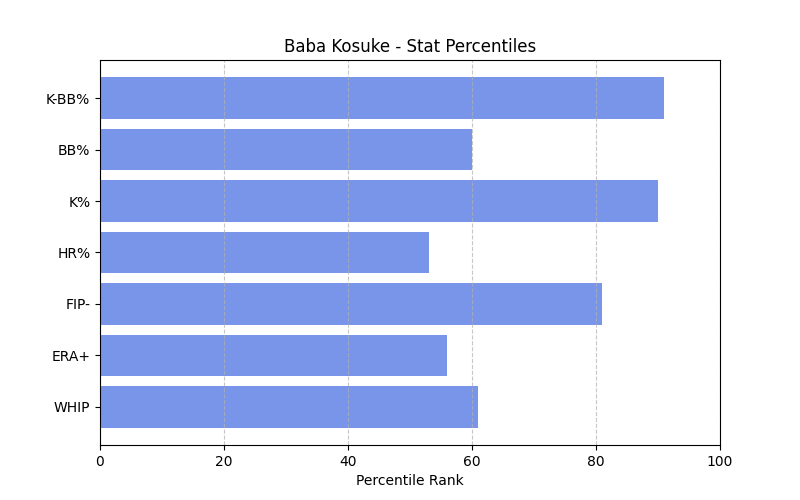 Baba Kosuke - Stat Percentiles
K-BB%
BB%
K%
HR%
FIP-
ERA+
WHIP
0 20 40 60 80 100
Percentile Rank